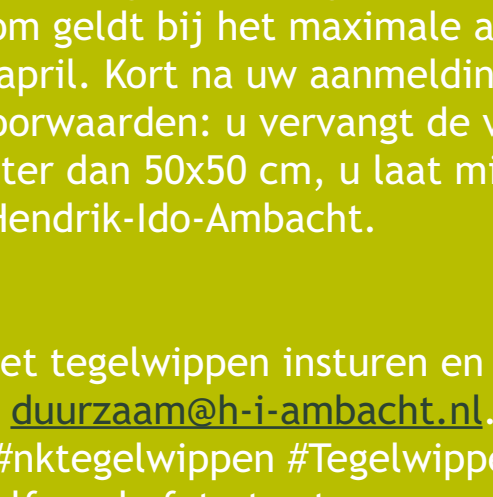 om geldt bij het maximale a
april. Kort na uw aanmeldin
oorwaarden: u vervangt de v
ter dan 50x50 cm, u laat mi
Hendrik-Ido-Ambacht.
et tegelwippen insturen en
duurzaam@h-i-ambacht.nl.
#nktegelwippen #Tegelwippe